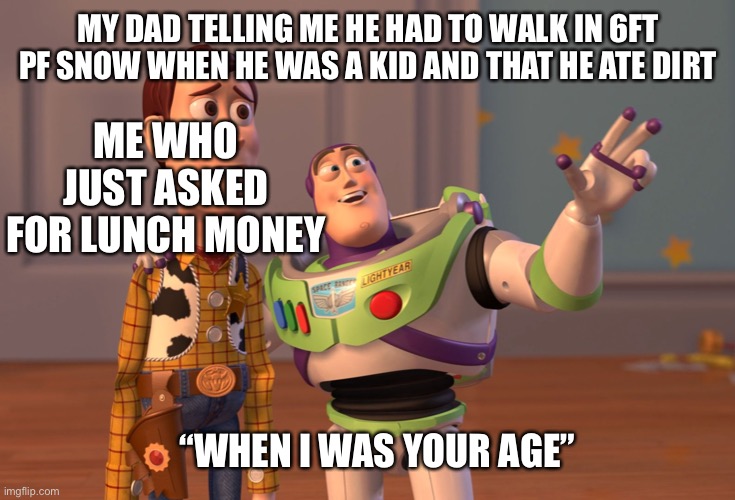 MY DAD TELLING ME HE HAD TO WALK IN 6FT
PF SNOW WHEN HE WAS A KID AND THAT HE ATE DIRT
ME WHO
JUST ASKED
FOR LUNCH MONEY
SPACE RANGER
LIGHTYEAR
“WHEN I WAS YOUR AGE”
imgflip.com